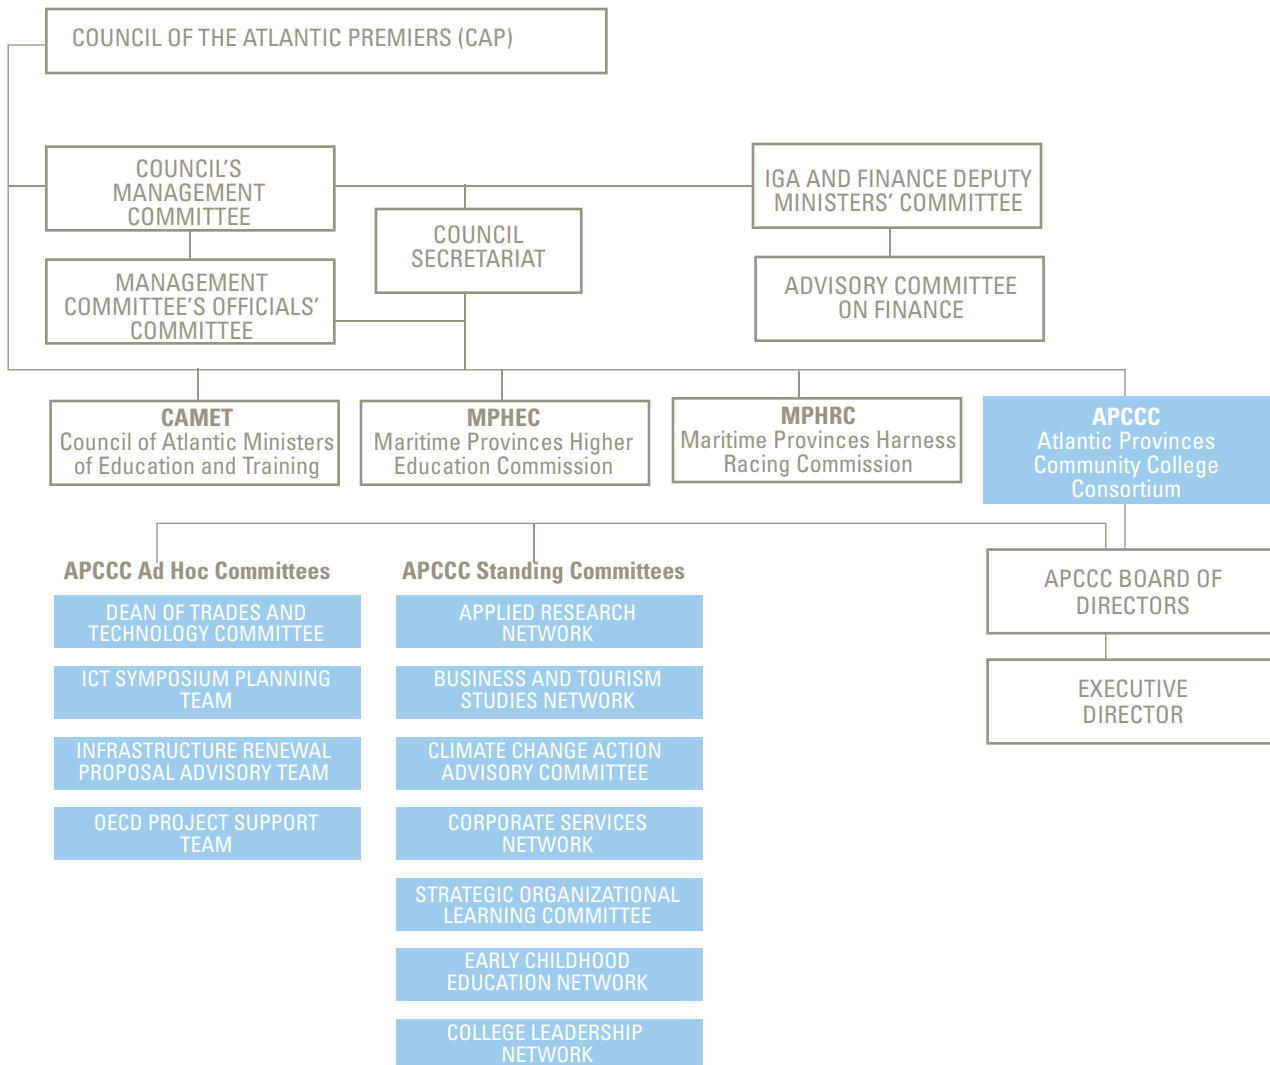 COUNCIL OF THE ATLANTIC PREMIERS (CAP)
COUNCIL'S
MANAGEMENT
COMMITTEE
IGA AND FINANCE DEPUTY
MINISTERS' COMMITTEE
COUNCIL
SECRETARIAT
MANAGEMENT
COMMITTEE'S OFFICIALS'
COMMITTEE
ADVISORY COMMITTEE
ON FINANCE
CAMET
Council of Atlantic Ministers
of Education and Training
MPHEC
Maritime Provinces Higher
Education Commission
MPHRC
Maritime Provinces Harness
Racing Commission
APCCC
Atlantic Provinces
Community College
Consortium
APCCC Ad Hoc Committees
DEAN OF TRADES AND
TECHNOLOGY COMMITTEE
ICT SYMPOSIUM PLANNING
TEAM
INFRASTRUCTURE RENEWAL
PROPOSAL ADVISORY TEAM
OECD PROJECT SUPPORT
TEAM
APCCC Standing Committees
APPLIED RESEARCH
NETWORK
BUSINESS AND TOURISM
STUDIES NETWORK
CLIMATE CHANGE ACTION
ADVISORY COMMITTEE
CORPORATE SERVICES
NETWORK
STRATEGIC ORGANIZATIONAL
LEARNING COMMITTEE
EARLY CHILDHOOD
EDUCATION NETWORK
COLLEGE LEADERSHIP
NETWORK
APCCC BOARD OF
DIRECTORS
EXECUTIVE
DIRECTOR